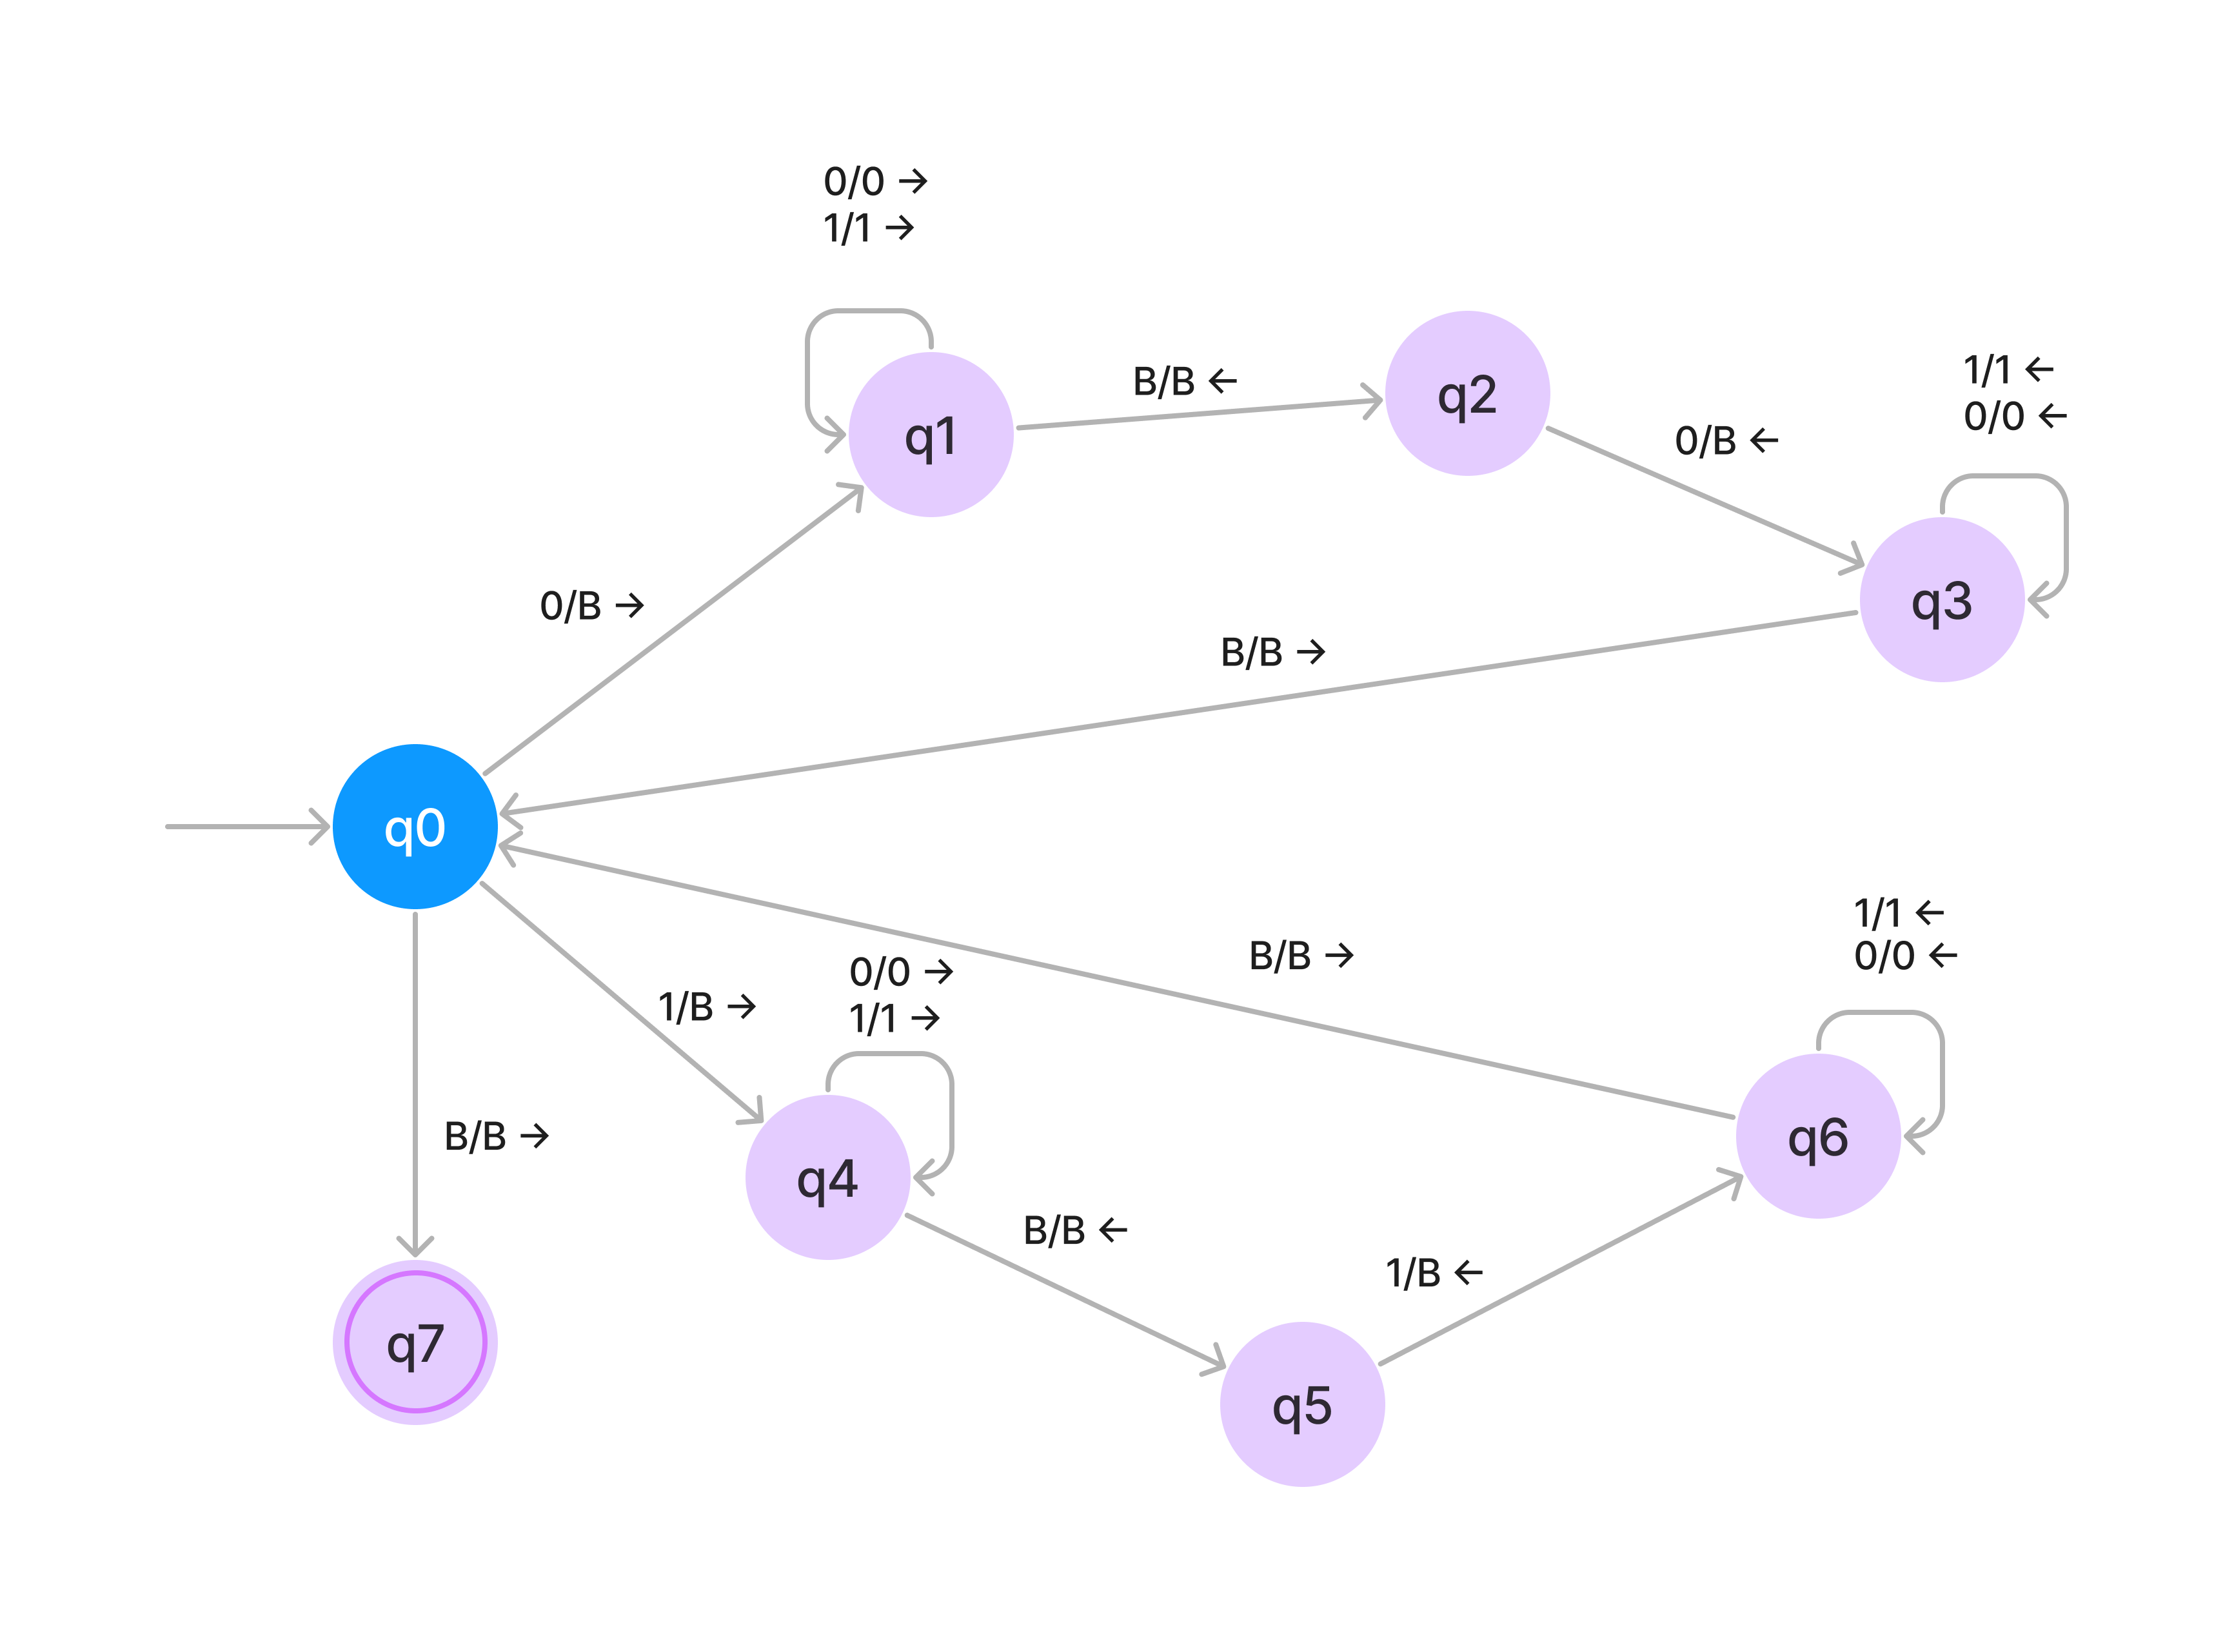 0/0 →
1/1 →
B/B ←
q2
1/1 ←
0/0 ←
q1
0/B ←
0/B →
q3
B/B →
q0
1/1 ←
0/0 ←
B/B →
0/0 →
1/1 →
1/B →
B/B →
q4
q6
B/B ←
1/B ←
q7
q5